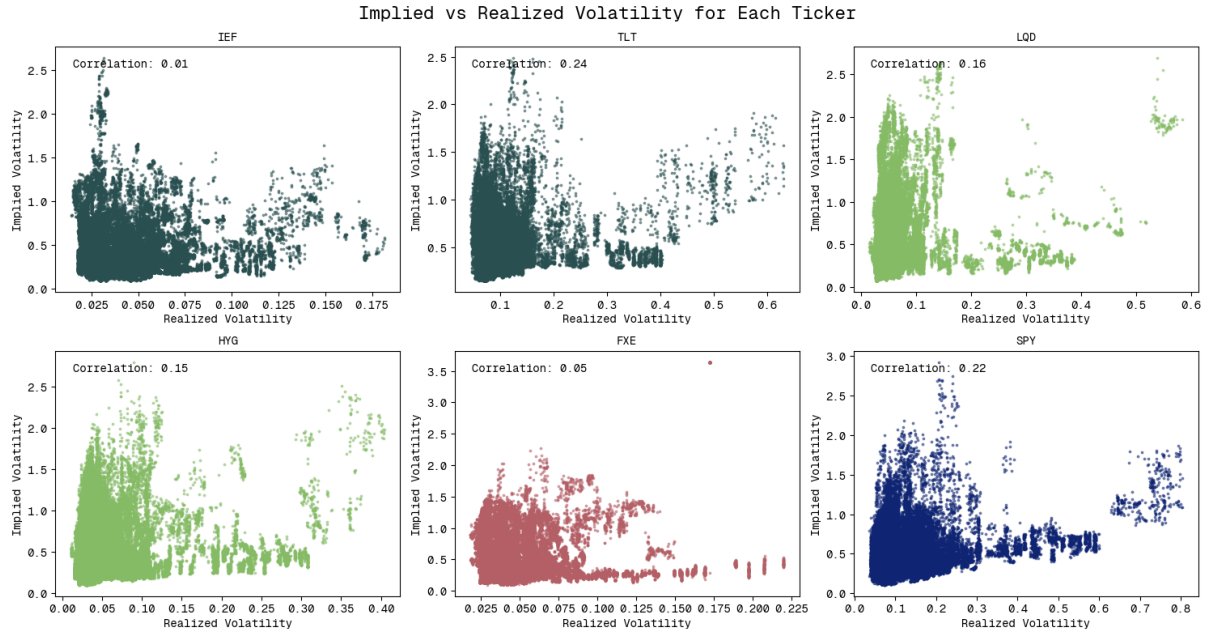 Implied vs Realized Volatility for Each Ticker
IEF
Correlation: 0.01
Implied Volatility
2.5
2.0
1.5
1.0
0.5
0.0
0.025 0.050 0.075 0.100 0.125 0.150 0.175
Realized Volatility
TLT
Correlation: 0.24
Implied Volatility
2.5
2.0
1.5
1.0
0.5
0.1 0.2 0.3 0.4 0.5 0.6
Realized Volatility
LQD
Correlation: 0.16
Implied Volatility
2.5
2.0
1.5
1.0
0.5
0.0
0.0 0.1 0.2 0.3 0.4 0.5 0.6
Realized Volatility
HYG
Correlation: 0.15
Implied Volatility
2.5
2.0
1.5
1.0
0.5
0.0
0.00 0.05 0.10 0.15 0.20 0.25 0.30 0.35 0.40
Realized Volatility
FXE
Correlation: 0.05
Implied Volatility
3.5
3.0
2.5
2.0
1.5
1.0
0.5
0.0
0.025 0.050 0.075 0.100 0.125 0.150 0.175 0.200 0.225
Realized Volatility
SPY
Correlation: 0.22
Implied Volatility
3.0
2.5
2.0
1.5
1.0
0.5
0.0
0.0 0.1 0.2 0.3 0.4 0.5 0.6 0.7 0.8
Realized Volatility